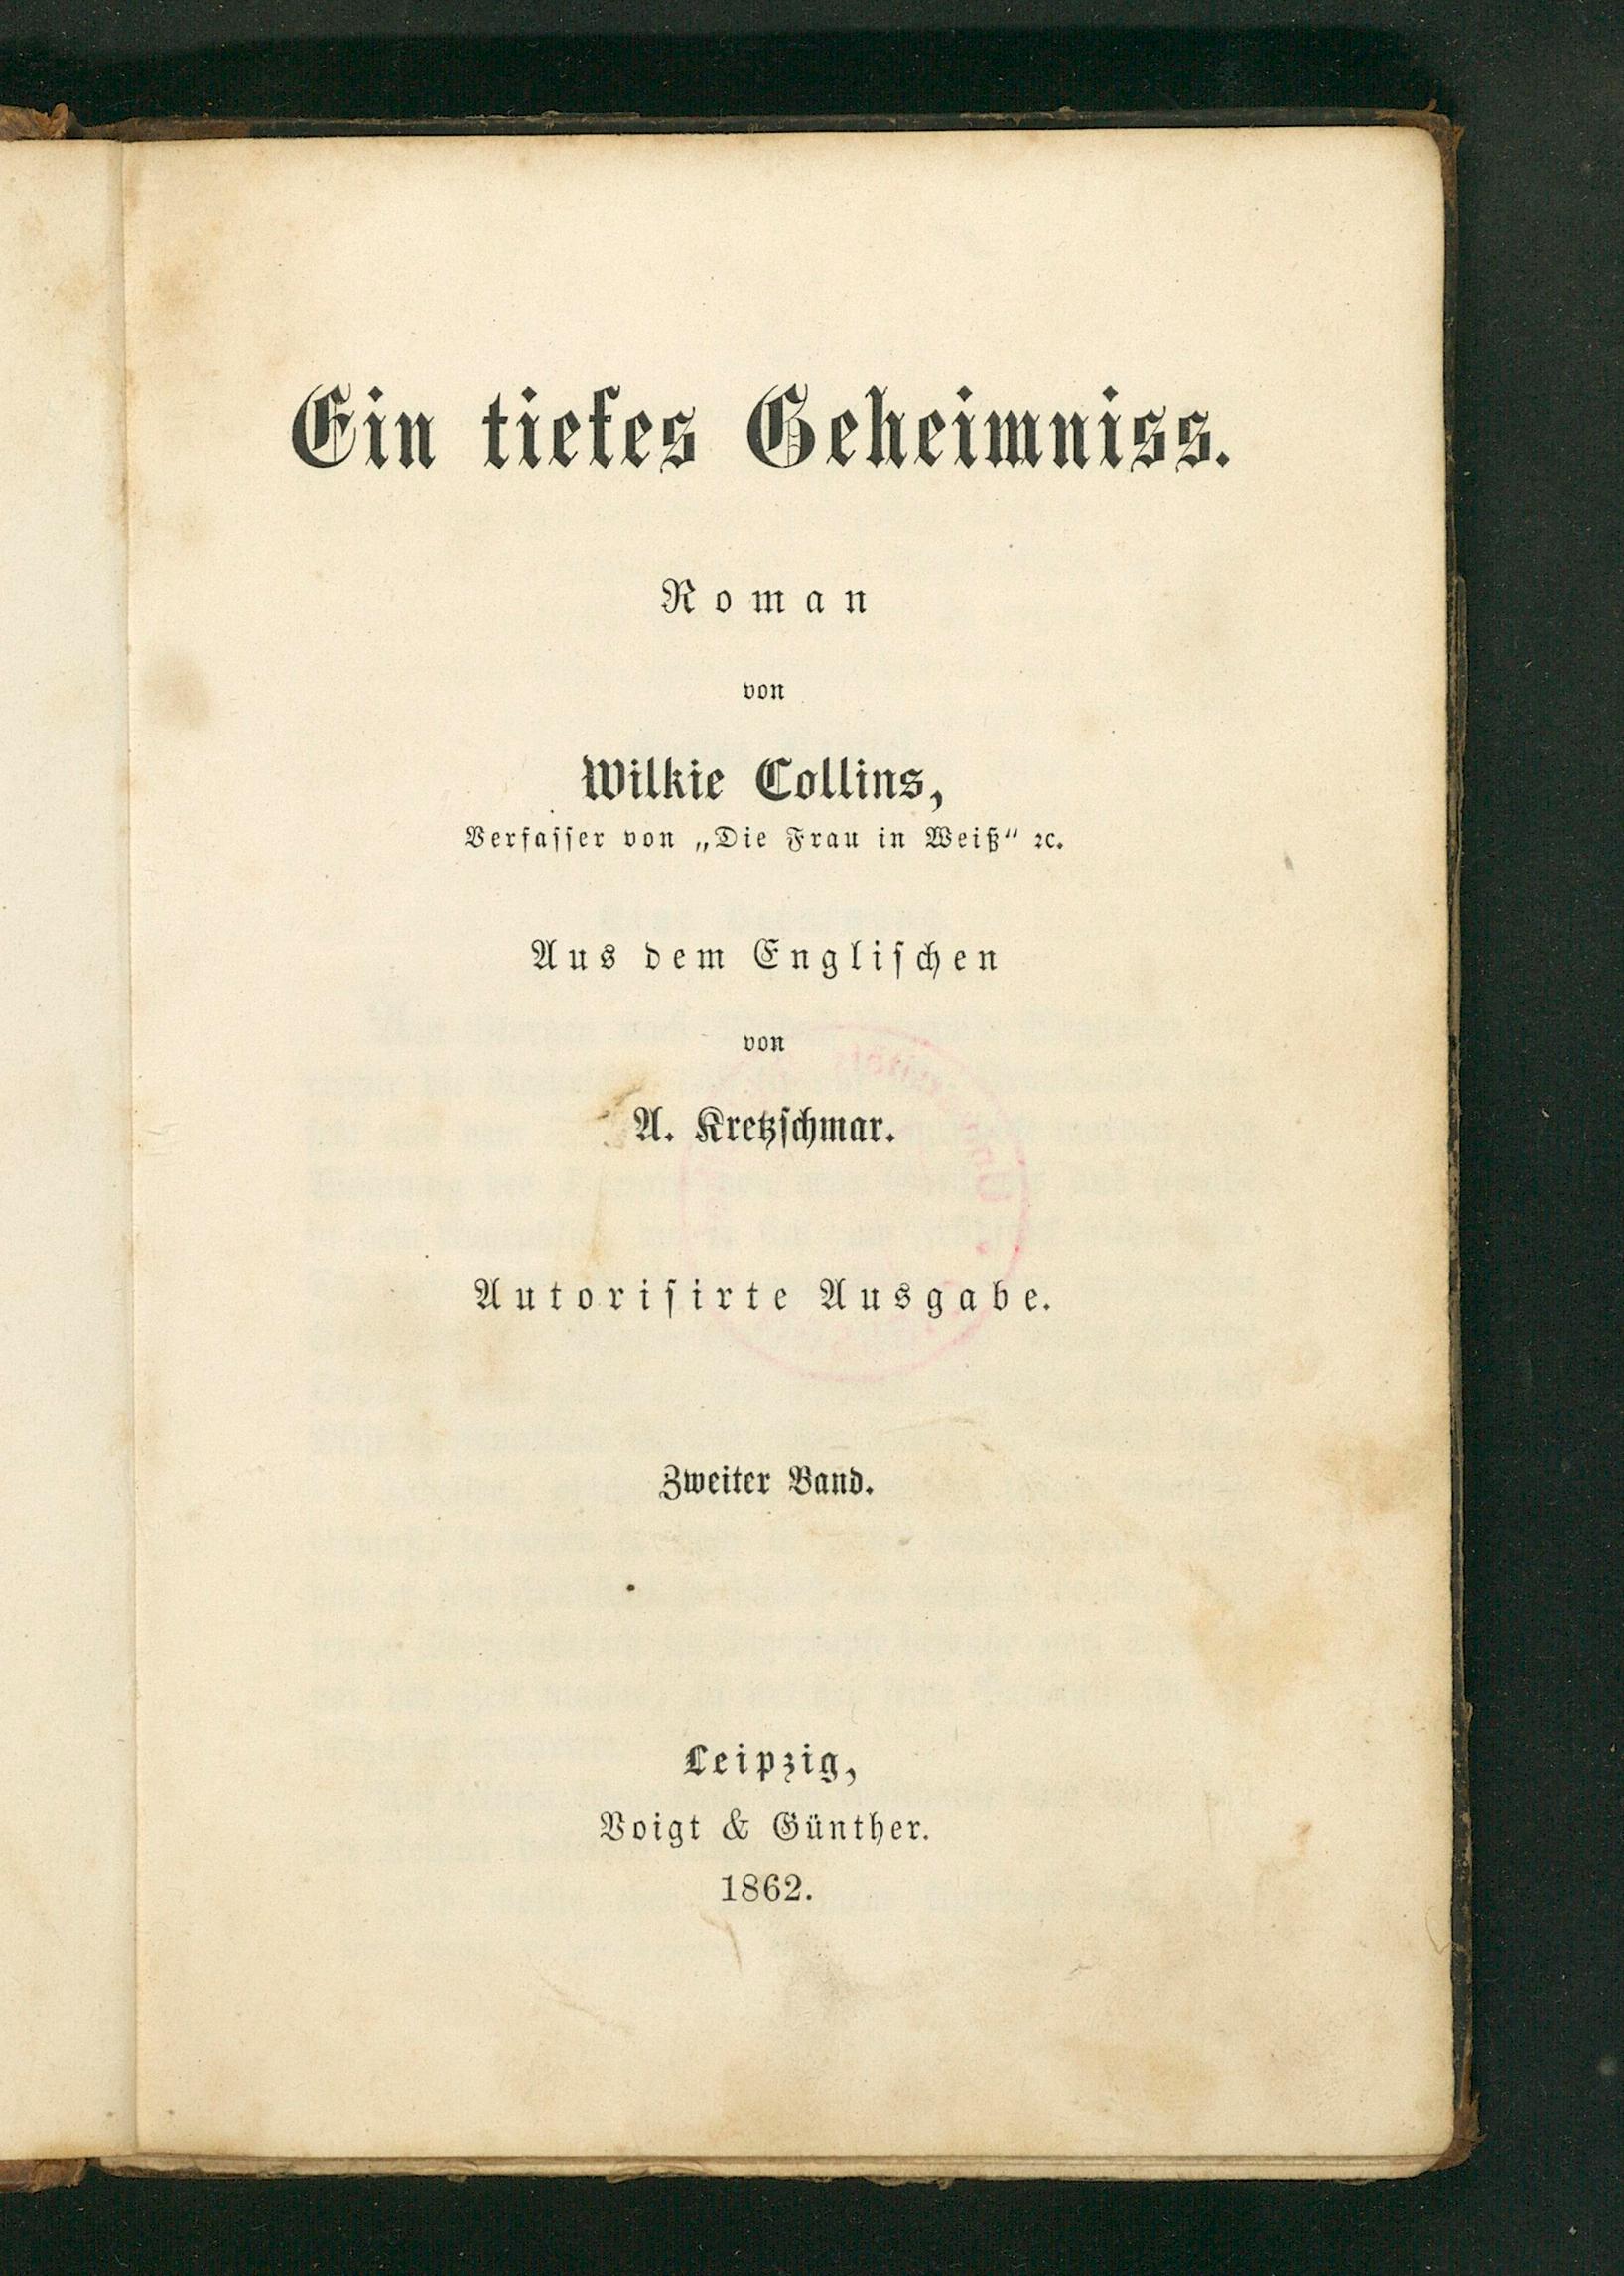 Ein tiefes Geheimniss.
Roman
von
Wilkie Collins,
Verfasser von „Die Frau in Weiß“ ꝛc.
Aus dem Englischen
von
A. Kretzschmar.
Autorisirte Ausgabe.
Zweiter Band.
Leipzig,
Voigt & Günther.
1862.